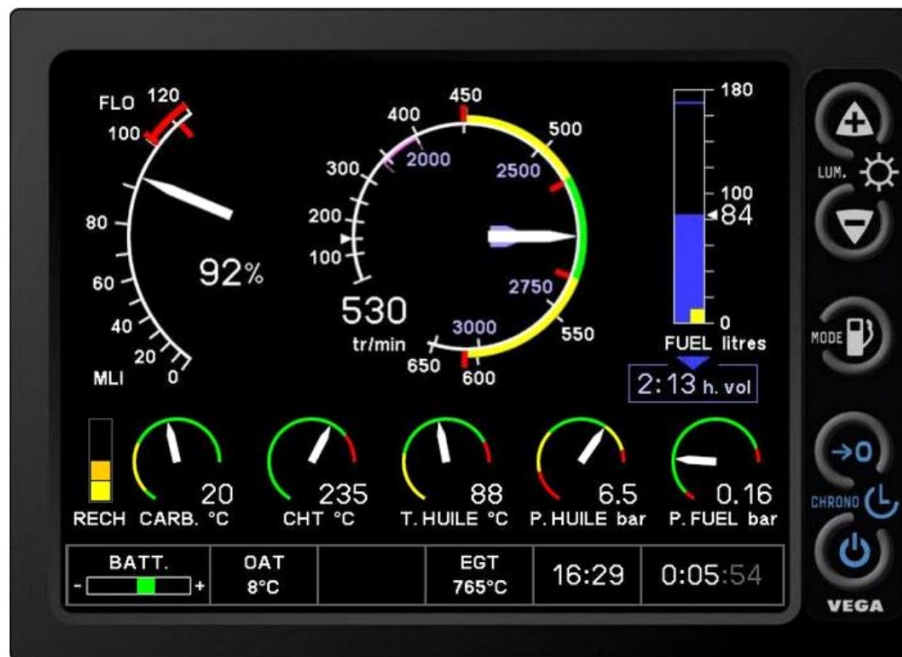 FLO 120
100
80
60
40
20
0
MLI
92%
450
400
500
300
2000
2500
200
100
530
tr/min
2750
550
3000
650
600
180
100
84
0
FUEL litres
2:13 h. vol
LUM.
MODE
→0
CHRONO
VEGA
20
235
88
6.5
0.16
RECH CARB. °C
CHT °C
T. HUILE °C
P. HUILE bar
P. FUEL bar
BATT.
- +
OAT
8°C
EGT
765°C
16:29
0:05:54